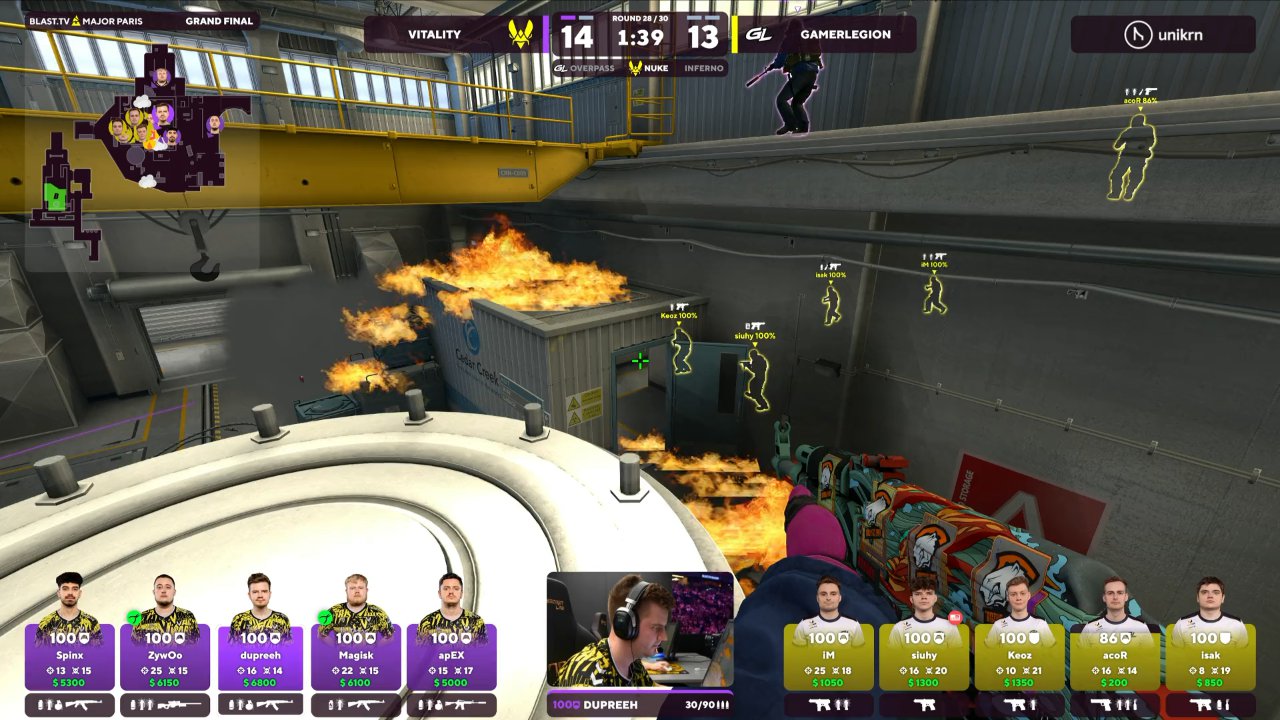 BLAST.TV MAJOR PARIS
GRAND FINAL
VITALITY
14
ROUND 28 / 30
1:39
13
GL
GAMERLEGION
unikrn
GL OVERPASS
NUKE
INFERNO
acoR 86%
isak 100%
iM 100%
Keoz 100%
siuhy 100%
Cedar Creek
STORAGE
A
100
Spinx
13 15
$ 5300
100
ZywOo
25 15
$ 6150
100
dupreeh
16 14
$ 6800
100
Magisk
22 15
$ 6100
100
apEX
15 17
$ 5000
100 DUPREEH
30/90
100
iM
25 18
$ 1050
100
siuhy
16 20
$ 1300
100
Keoz
10 21
$ 1350
86
acoR
16 14
$ 200
100
isak
8 19
$ 850